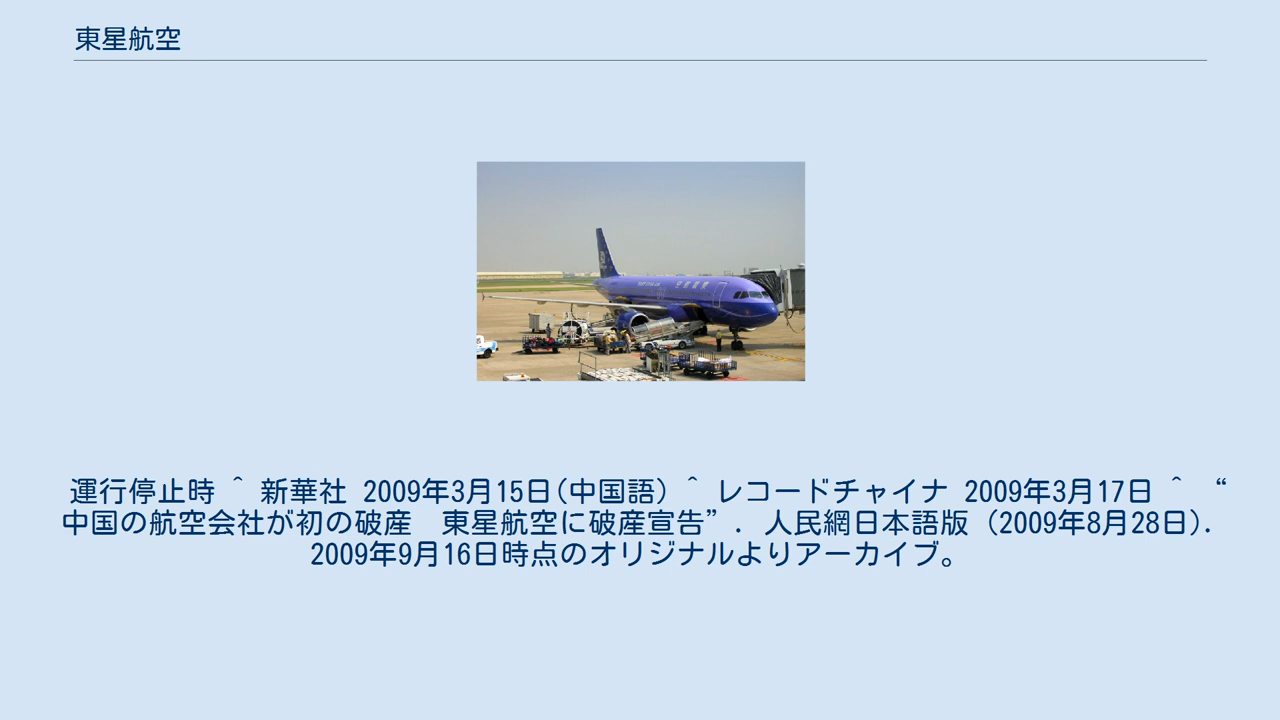 東星航空
運行停止時 ^ 新華社 2009年3月15日(中国語) ^ レコードチャイナ 2009年3月17日 ^ “
中国の航空会社が初の破産　東星航空に破産宣告”. 人民網日本語版 (2009年8月28日).
2009年9月16日時点のオリジナルよりアーカイブ。